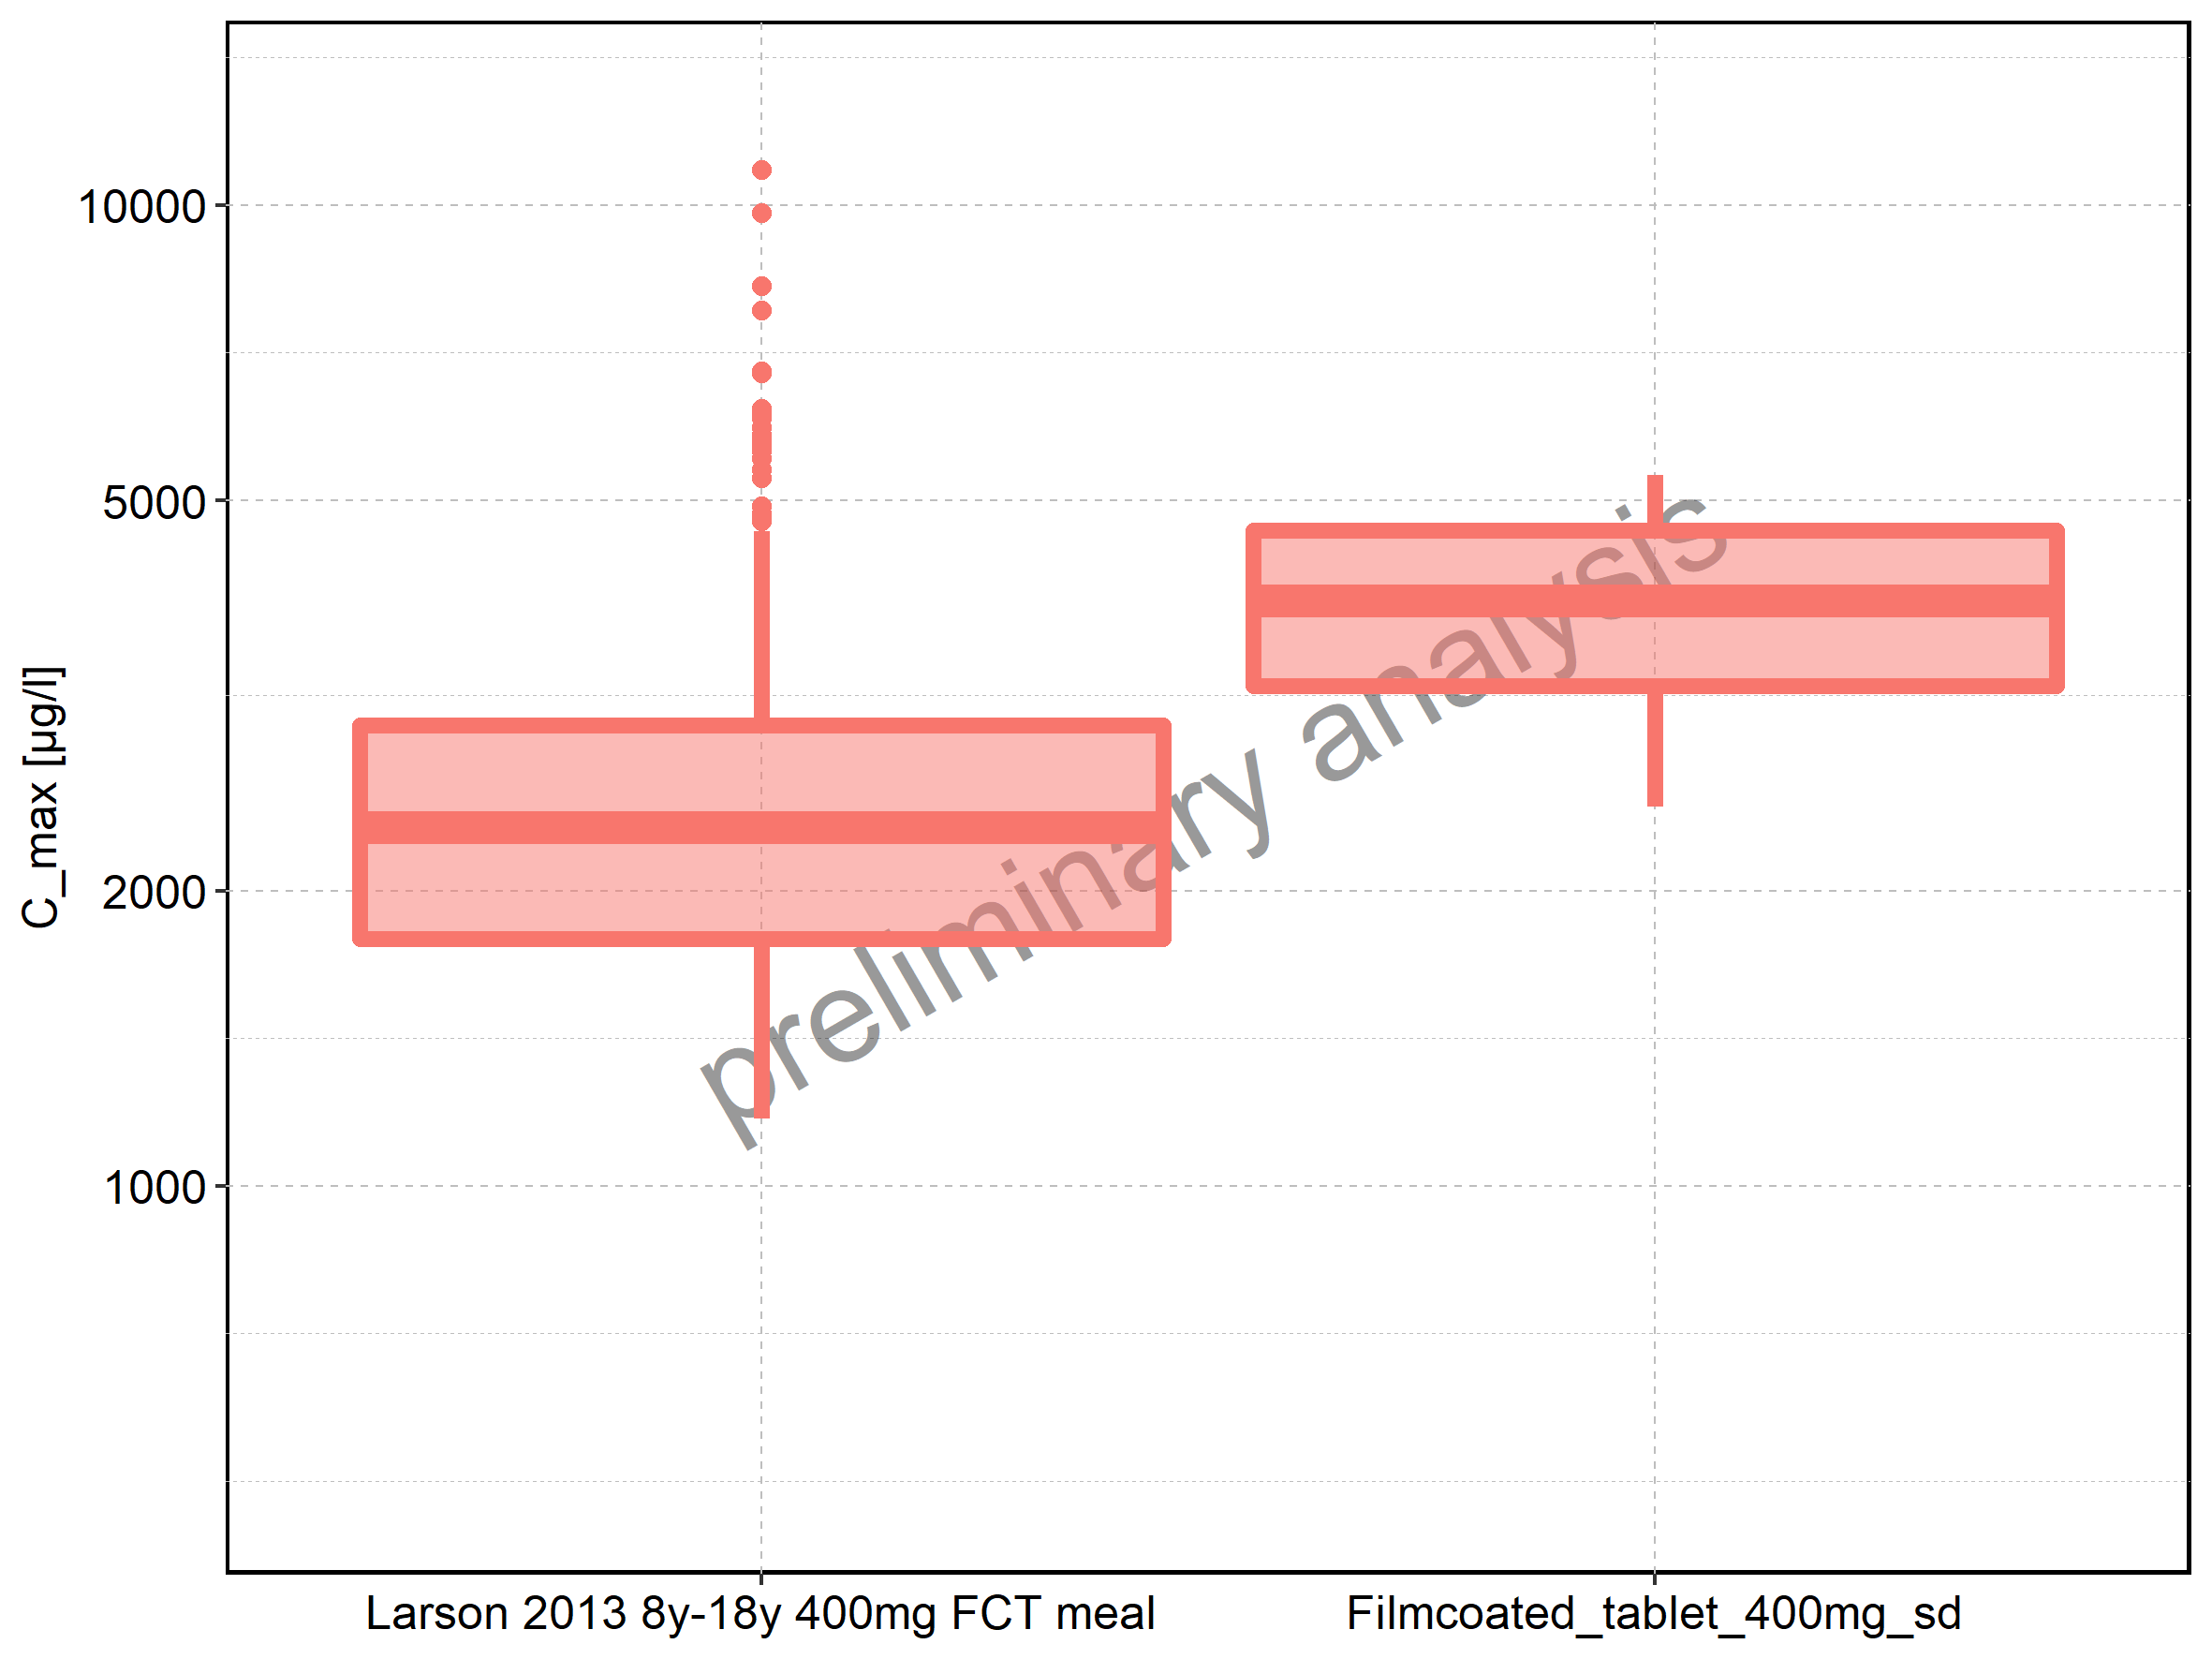 10000
5000
2000
1000
C_max [µg/l]
preliminary analysis
Larson 2013 8y-18y 400mg FCT meal
Filmcoated_tablet_400mg_sd